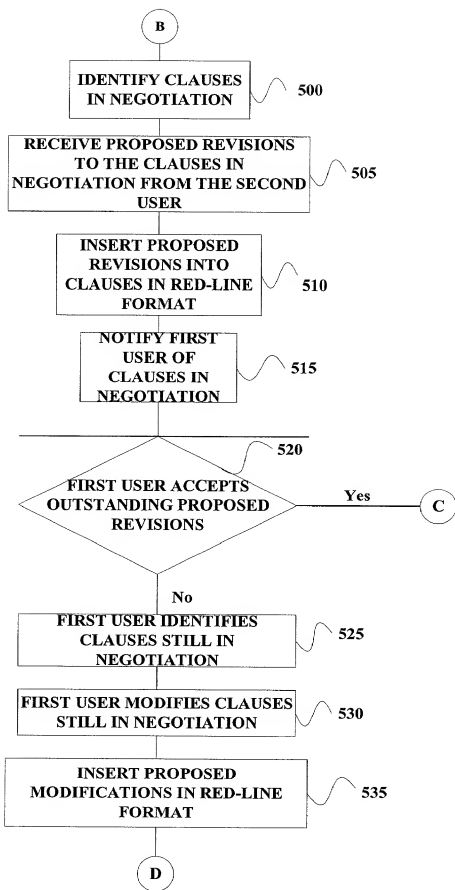 B
IDENTIFY CLAUSES
IN NEGOTIATION
500
RECEIVE PROPOSED REVISIONS
TO THE CLAUSES IN
NEGOTIATION FROM THE SECOND
USER
505
INSERT PROPOSED
REVISIONS INTO
CLAUSES IN RED-LINE
FORMAT
510
NOTIFY FIRST
USER OF
CLAUSES IN
NEGOTIATION
515
520
FIRST USER ACCEPTS
OUTSTANDING PROPOSED
REVISIONS
Yes
C
No
FIRST USER IDENTIFIES
CLAUSES STILL IN
NEGOTIATION
525
FIRST USER MODIFIES CLAUSES
STILL IN NEGOTIATION
530
INSERT PROPOSED
MODIFICATIONS IN RED-LINE
FORMAT
535
D